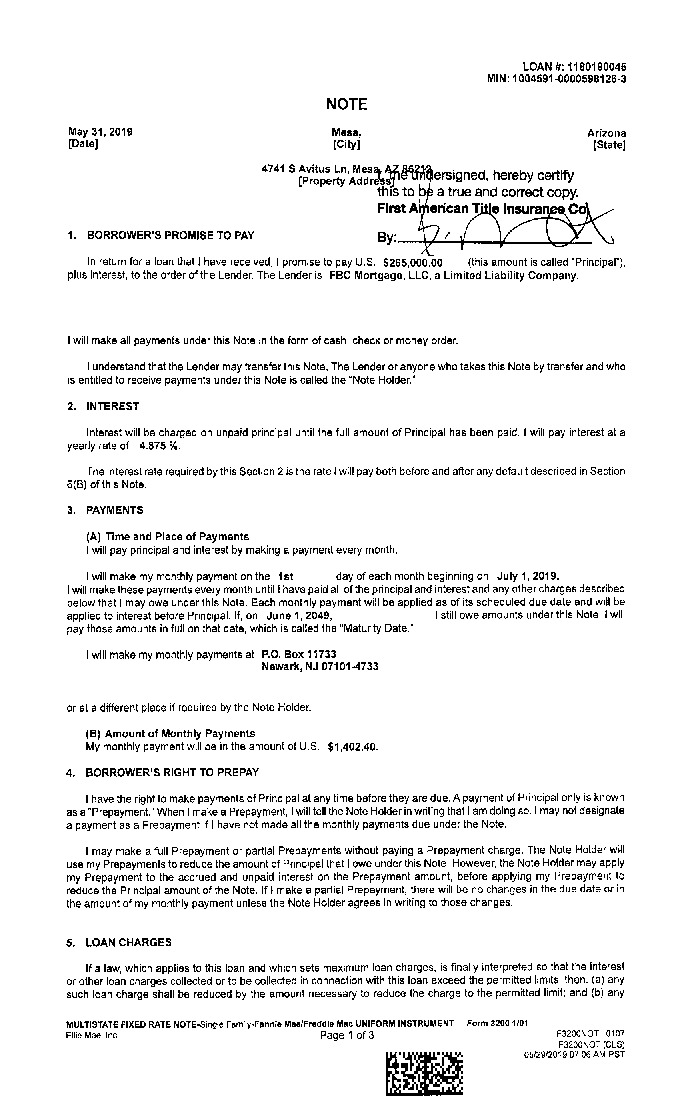 LOAN #: 1180180045
MIN: 1004591-0000598126-3
NOTE
May 31, 2019 Mesa, Arizona
[Date] [City] [State]
4741 S Avitus Ln, Mesa, AZ 85212
[Property Address]
I, the undersigned, hereby certify
this to be a true and correct copy.
First American Title Insurance Co
By:
1. BORROWER'S PROMISE TO PAY
In return for a loan that I have received, I promise to pay U.S. $265,000.00 (this amount is called "Principal"),
plus interest, to the order of the Lender. The Lender is FBC Mortgage, LLC, a Limited Liability Company.
I will make all payments under this Note in the form of cash, check or money order.
I understand that the Lender may transfer this Note. The Lender or anyone who takes this Note by transfer and who
is entitled to receive payments under this Note is called the "Note Holder."
2. INTEREST
Interest will be charged on unpaid principal until the full amount of Principal has been paid. I will pay interest at a
yearly rate of 4.875 %.
The interest rate required by this Section 2 is the rate I will pay both before and after any default described in Section
6(B) of this Note.
3. PAYMENTS
(A) Time and Place of Payments
I will pay principal and interest by making a payment every month.
I will make my monthly payment on the 1st day of each month beginning on July 1, 2019.
I will make these payments every month until I have paid all of the principal and interest and any other charges described
below that I may owe under this Note. Each monthly payment will be applied as of its scheduled due date and will be
applied to interest before Principal. If, on June 1, 2049, I still owe amounts under this Note, I will
pay those amounts in full on that date, which is called the "Maturity Date."
I will make my monthly payments at P.O. Box 11733
Newark, NJ 07101-4733
or at a different place if required by the Note Holder.
(B) Amount of Monthly Payments
My monthly payment will be in the amount of U.S. $1,402.40.
4. BORROWER'S RIGHT TO PREPAY
I have the right to make payments of Principal at any time before they are due. A payment of Principal only is known
as a "Prepayment." When I make a Prepayment, I will tell the Note Holder in writing that I am doing so. I may not designate
a payment as a Prepayment if I have not made all the monthly payments due under the Note.
I may make a full Prepayment or partial Prepayments without paying a Prepayment charge. The Note Holder will
use my Prepayments to reduce the amount of Principal that I owe under this Note. However, the Note Holder may apply
my Prepayment to the accrued and unpaid interest on the Prepayment amount, before applying my Prepayment to
reduce the Principal amount of the Note. If I make a partial Prepayment, there will be no changes in the due date or in
the amount of my monthly payment unless the Note Holder agrees in writing to those changes.
5. LOAN CHARGES
If a law, which applies to this loan and which sets maximum loan charges, is finally interpreted so that the interest
or other loan charges collected or to be collected in connection with this loan exceed the permitted limits, then: (a) any
such loan charge shall be reduced by the amount necessary to reduce the charge to the permitted limit; and (b) any
MULTISTATE FIXED RATE NOTE-Single Family-Fannie Mae/Freddie Mac UNIFORM INSTRUMENT Form 3200 1/01
Ellie Mae, Inc. Page 1 of 3 F3200NOT 0107
F3200NOT (CLS)
05/29/2019 07:06 AM PST